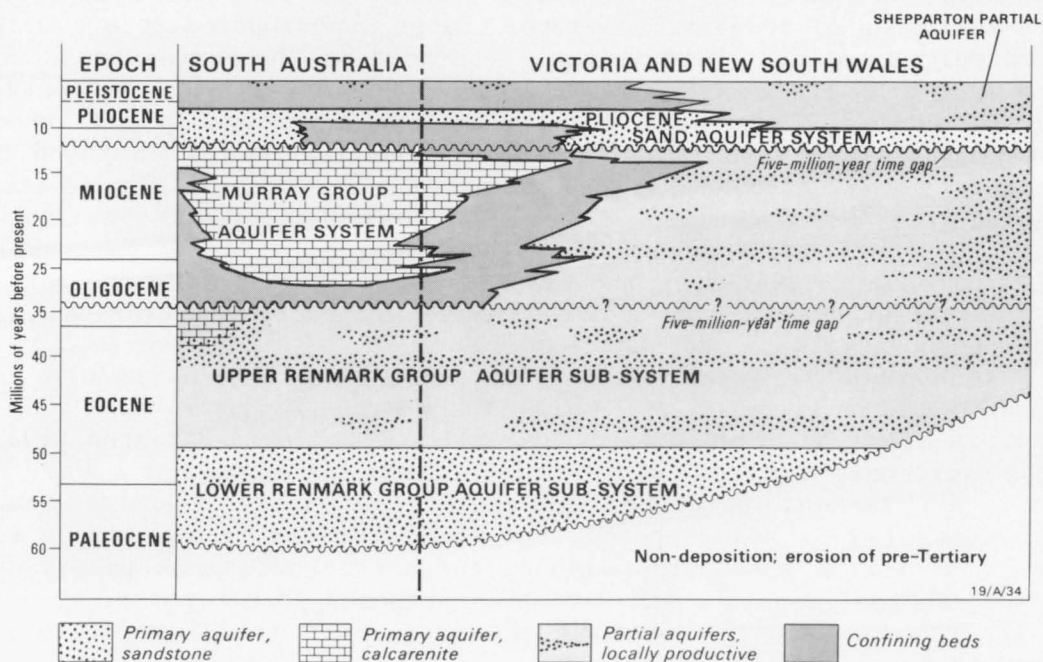 SHEPPARTON PARTIAL
AQUIFER
EPOCH
SOUTH AUSTRALIA
VICTORIA AND NEW SOUTH WALES
PLEISTOCENE
PLIOCENE
PLIOCENE
SAND AQUIFER SYSTEM
10
Five-million-year time gap
15
MIOCENE
MURRAY GROUP
20
AQUIFER SYSTEM
25
OLIGOCENE
? ? ? ?
35
Five-million-year time gap
40
UPPER RENMARK GROUP AQUIFER SUB-SYSTEM
45
EOCENE
50
LOWER RENMARK GROUP AQUIFER SUB-SYSTEM
55
PALEOCENE
60
Non-deposition; erosion of pre-Tertiary
Millions of years before present
19/A/34
Primary aquifer,
sandstone
Primary aquifer,
calcarenite
Partial aquifers,
locally productive
Confining beds